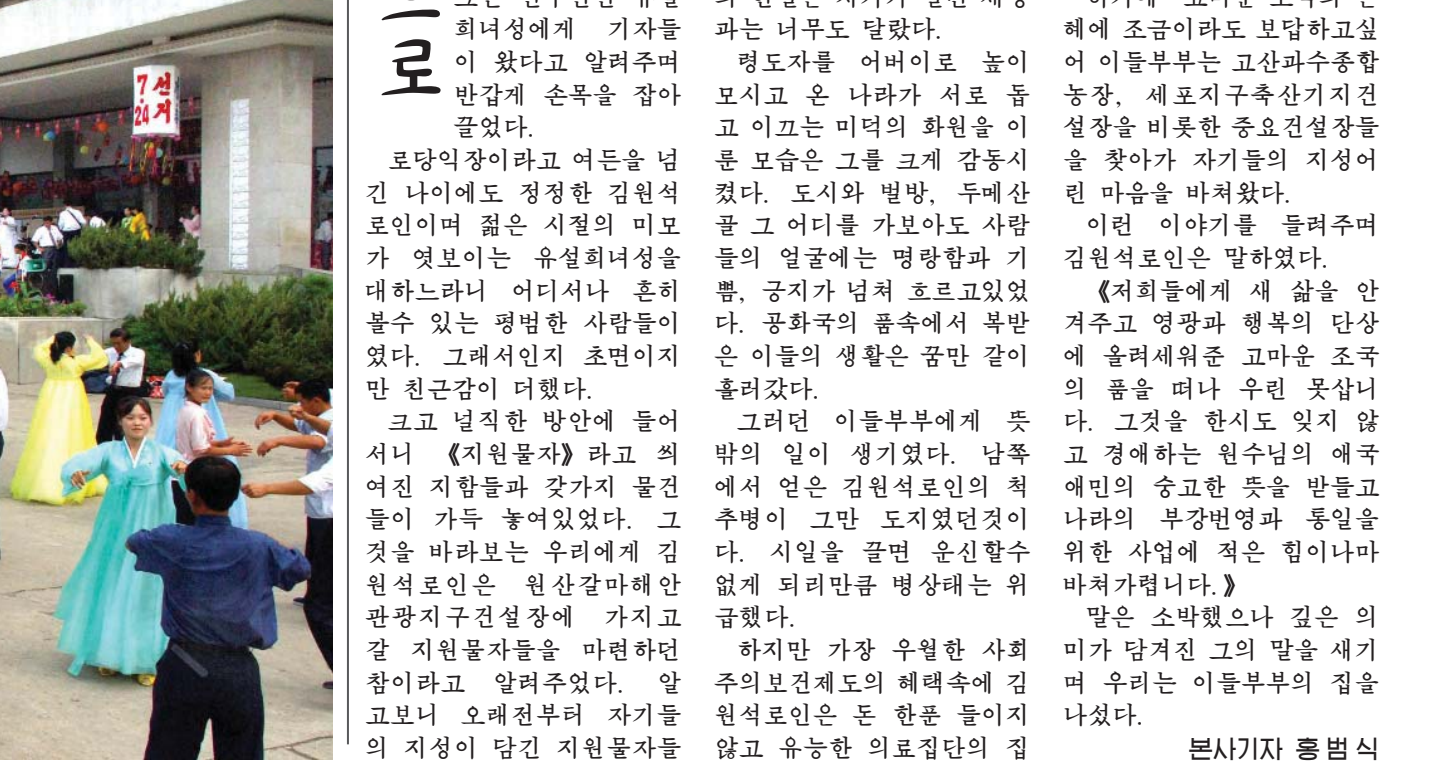 7.24
선거
로
희녀성에게 기자들
이 왔다고 알려주며
반갑게 손목을 잡아
끌었다.
로당익장이라고 여든을 넘
긴 나이에도 정정한 김원석
로인이며 젊은 시절의 미모
가 엿보이는 유설희녀성을
대하느라니 어디서나 흔히
볼수 있는 평범한 사람들이
였다. 그래서인지 초면이지
만 친근감이 더했다.
크고 널직한 방안에 들어
서니 《지원물자》라고 씌
여진 지함들과 갖가지 물건
들이 가득 놓여있었다. 그
것을 바라보는 우리에게 김
원석로인은 원산갈마해안
관광지구건설장에 가지고
갈 지원물자들을 마련하던
참이라고 알려주었다. 알
고보니 오래전부터 자기들
의 지성이 담긴 지원물자들
과는 너무도 달랐다.
령도자를 어버이로 높이
모시고 온 나라가 서로 돕
고 이끄는 미덕의 화원을 이
룬 모습은 그를 크게 감동시
켰다. 도시와 벌방, 두메산
골 그 어디를 가보아도 사람
들의 얼굴에는 명랑함과 기
쁨, 긍지가 넘쳐 흐르고있었
다. 공화국의 품속에서 복받
은 이들의 생활은 꿈만 같이
흘러갔다.
그러던 이들부부에게 뜻
밖의 일이 생기였다. 남쪽
에서 얻은 김원석로인의 척
추병이 그만 도지였던것이
다. 시일을 끌면 운신할수
없게 되리만큼 병상태는 위
급했다.
하지만 가장 우월한 사회
주의보건제도의 혜택속에 김
원석로인은 돈 한푼 들이지
않고 유능한 의료집단의 집
혜에 조금이라도 보답하고싶
어 이들부부는 고산과수종합
농장, 세포지구축산기지건
설장을 비롯한 중요건설장들
을 찾아가 자기들의 지성어
린 마음을 바쳐왔다.
이런 이야기를 들려주며
김원석로인은 말하였다.
《저희들에게 새 삶을 안
겨주고 영광과 행복의 단상
에 올려세워준 고마운 조국
의 품을 떠나 우린 못삽니
다. 그것을 한시도 잊지 않
고 경애하는 원수님의 애국
애민의 숭고한 뜻을 받들고
나라의 부강번영과 통일을
위한 사업에 적은 힘이나마
바쳐가렵니다.》
말은 소박했으나 깊은 의
미가 담겨진 그의 말을 새기
며 우리는 이들부부의 집을
나섰다.
본사기자 홍범식